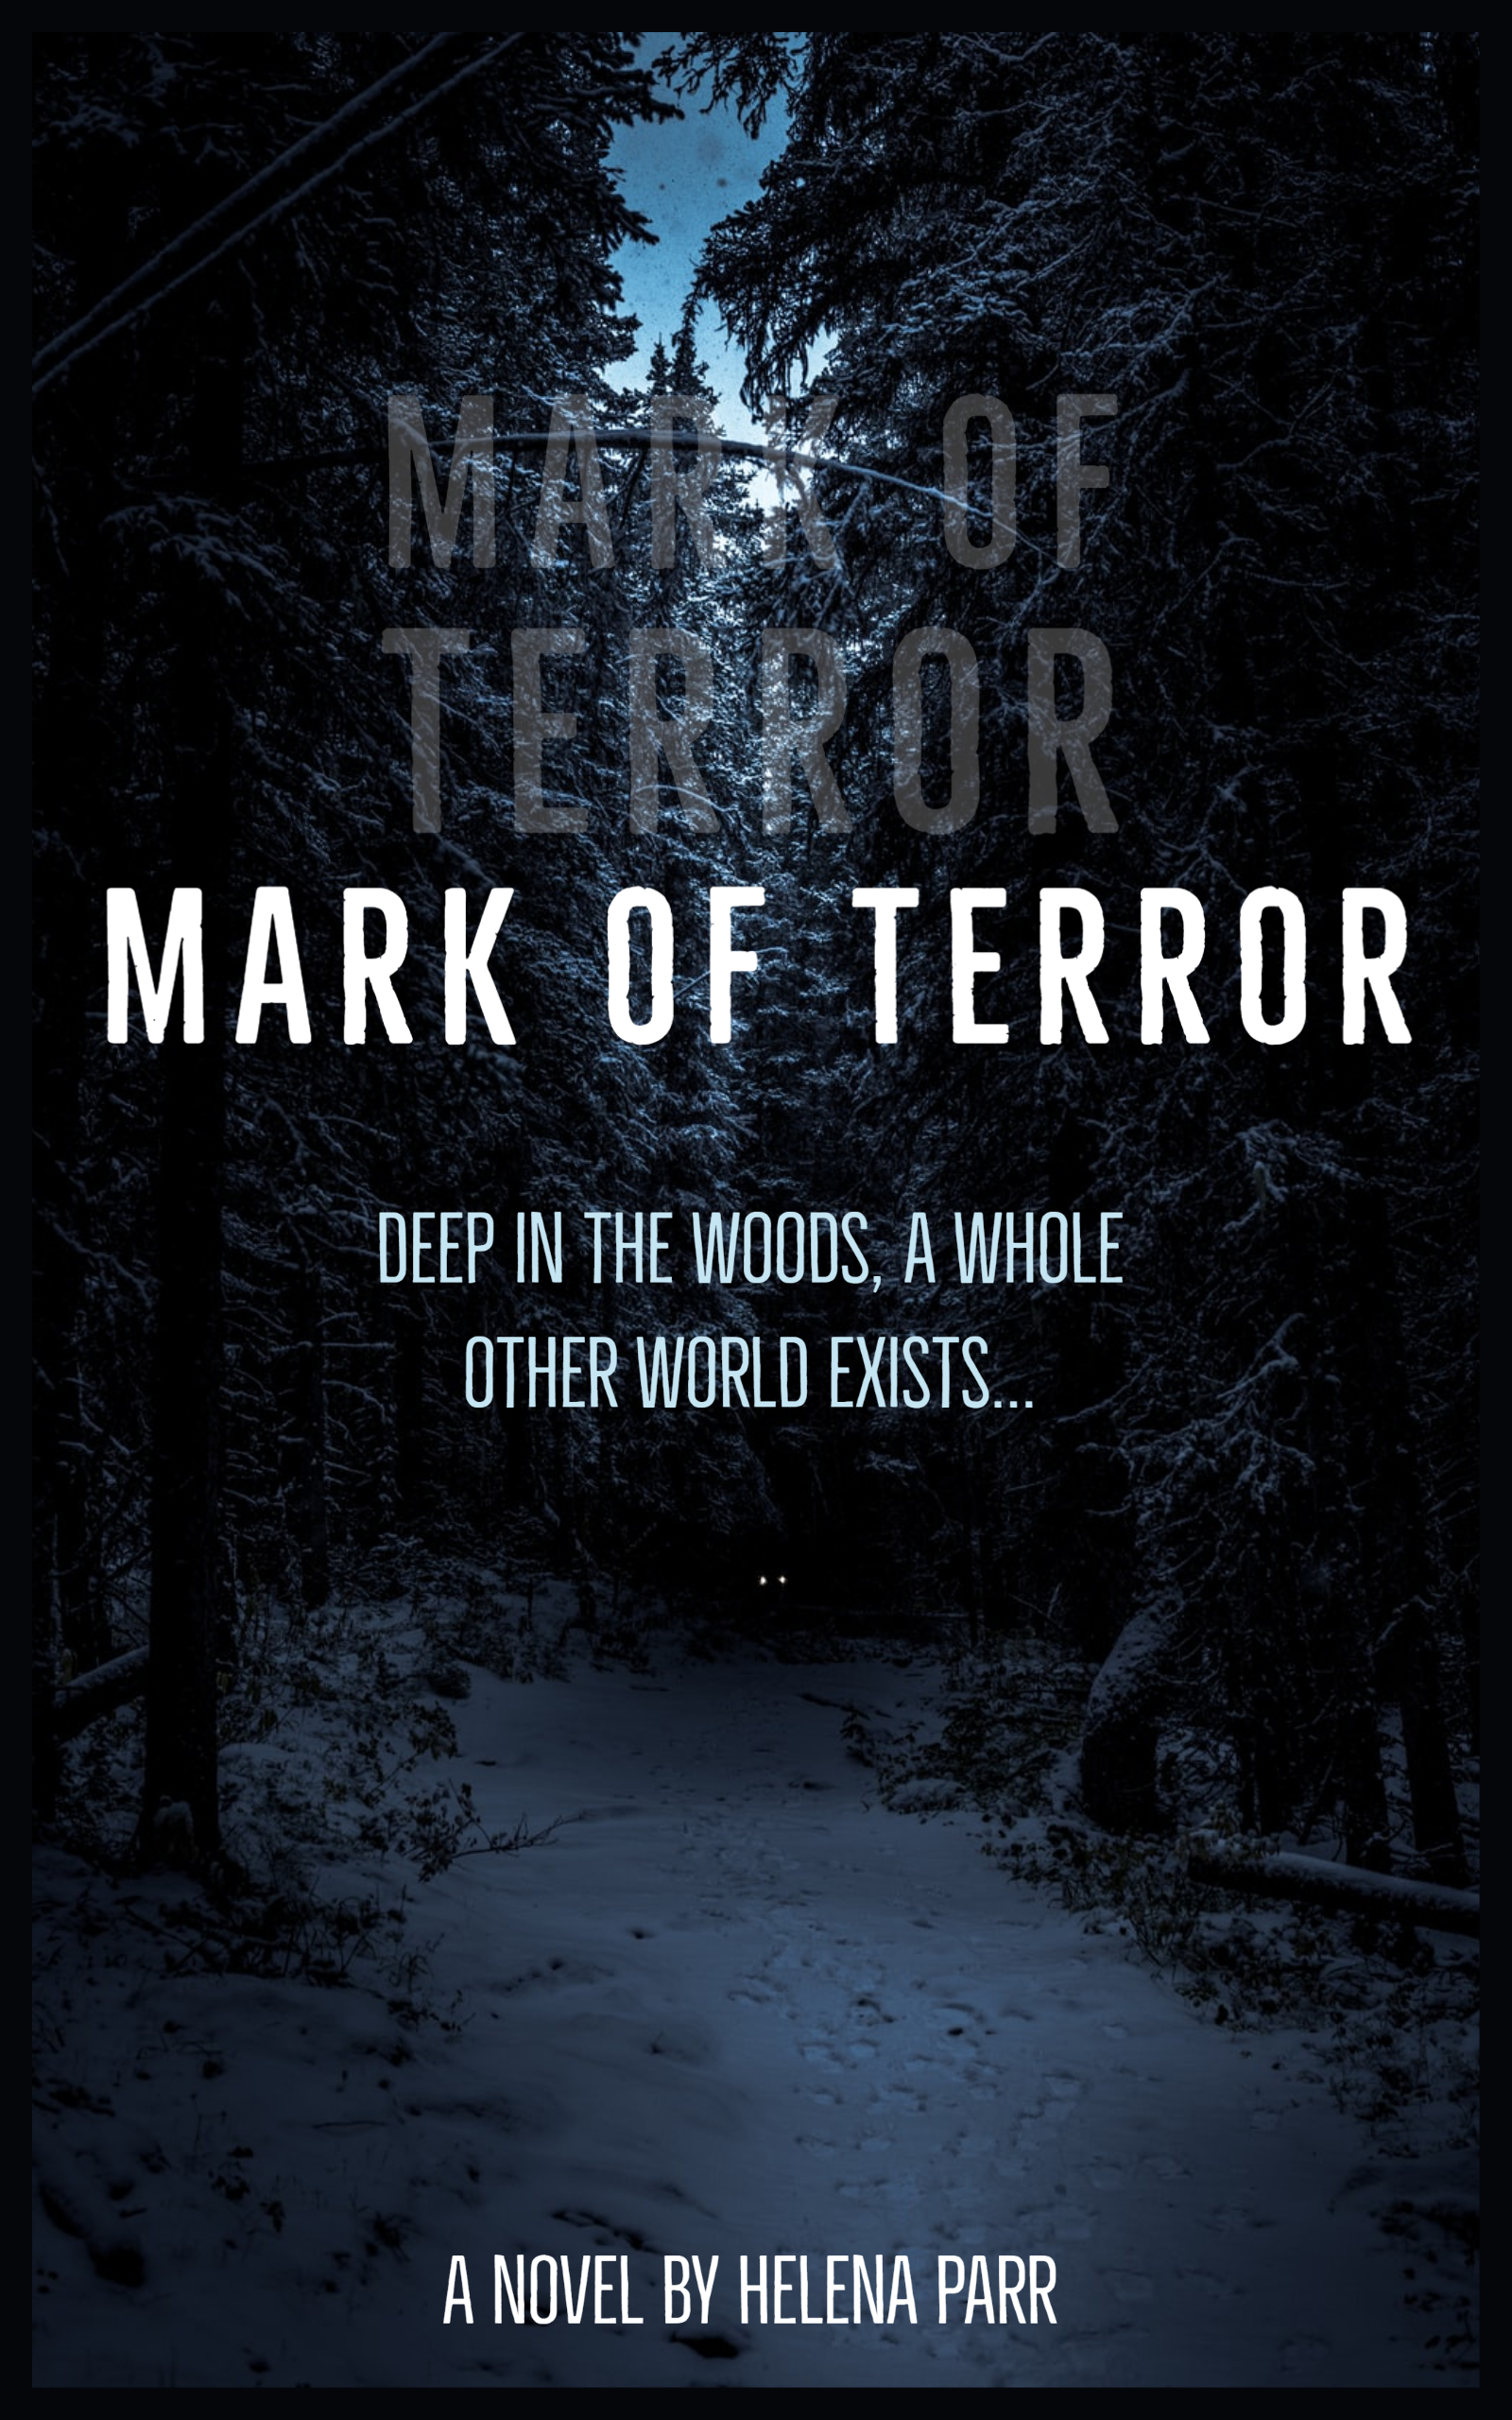 MARK OF
TERROR
MARK OF TERROR
DEEP IN THE WOODS, A WHOLE
OTHER WORLD EXISTS...
A NOVEL BY HELENA PARR